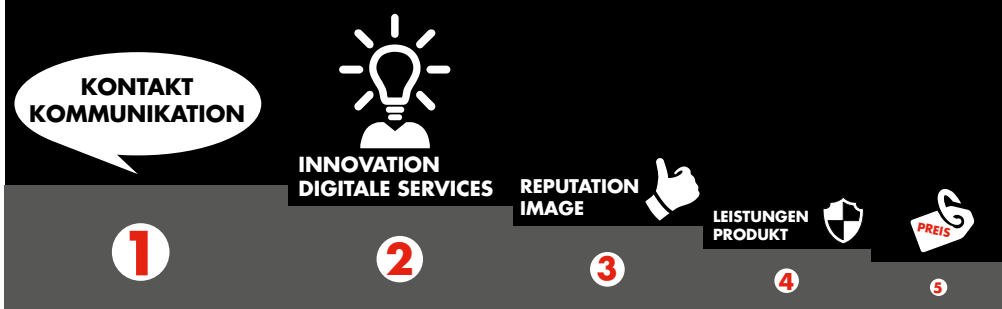 KONTAKT
KOMMUNIKATION
INNOVATION
DIGITALE SERVICES
REPUTATION
IMAGE
LEISTUNGEN
PRODUKT
PREIS
1
2
3
4
5